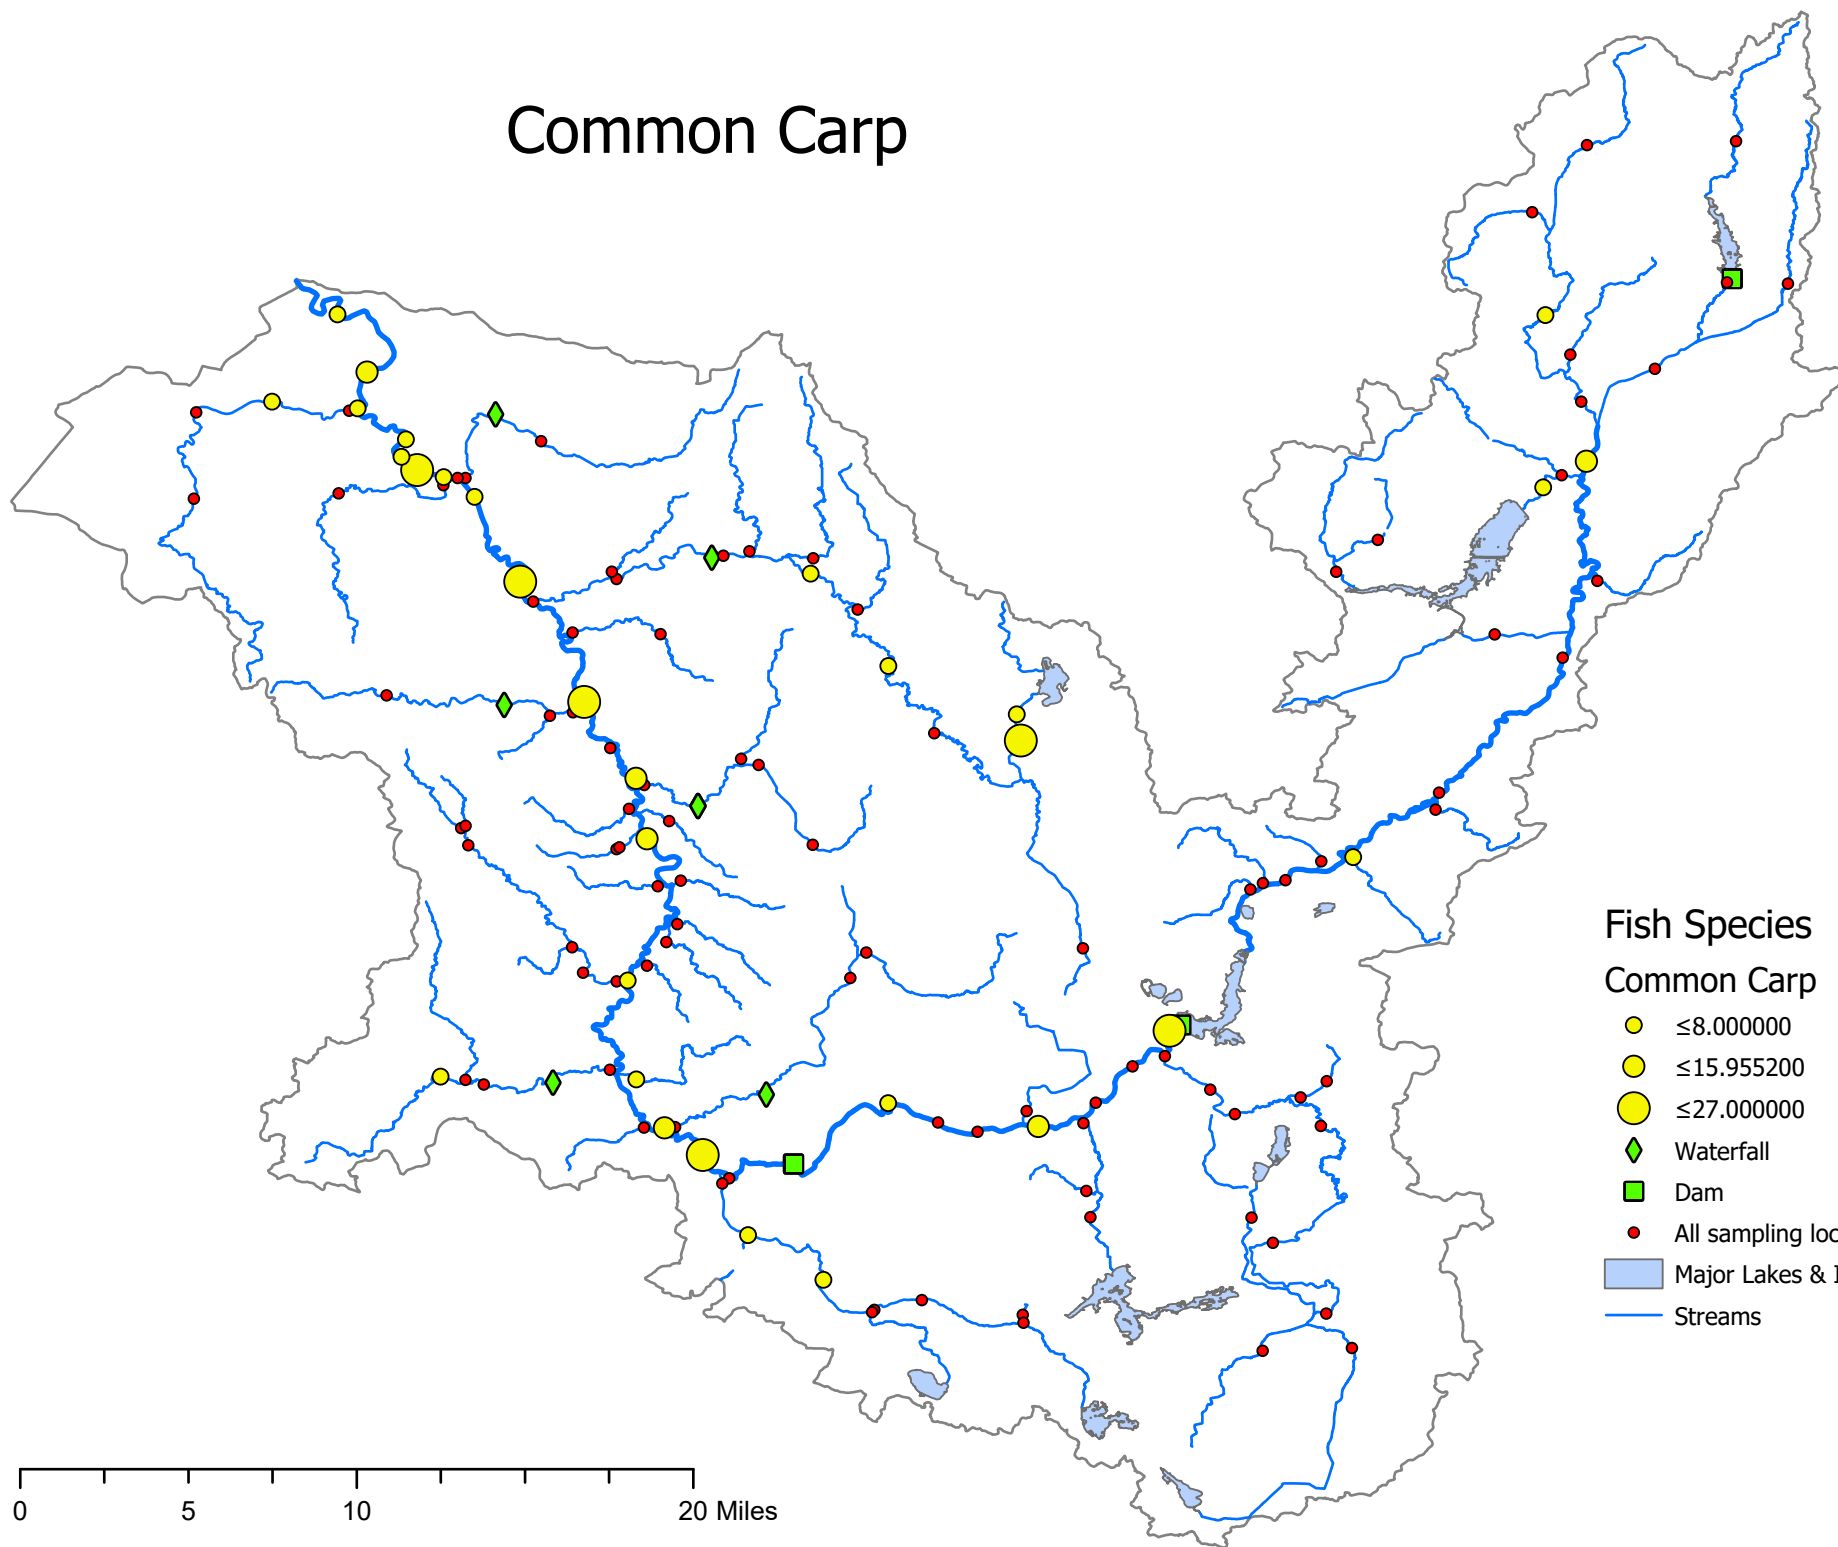 Common Carp
Fish Species
Common Carp
≤8.000000
≤15.955200
≤27.000000
Waterfall
Dam
All sampling loc
Major Lakes & I
Streams
0 5 10 20 Miles